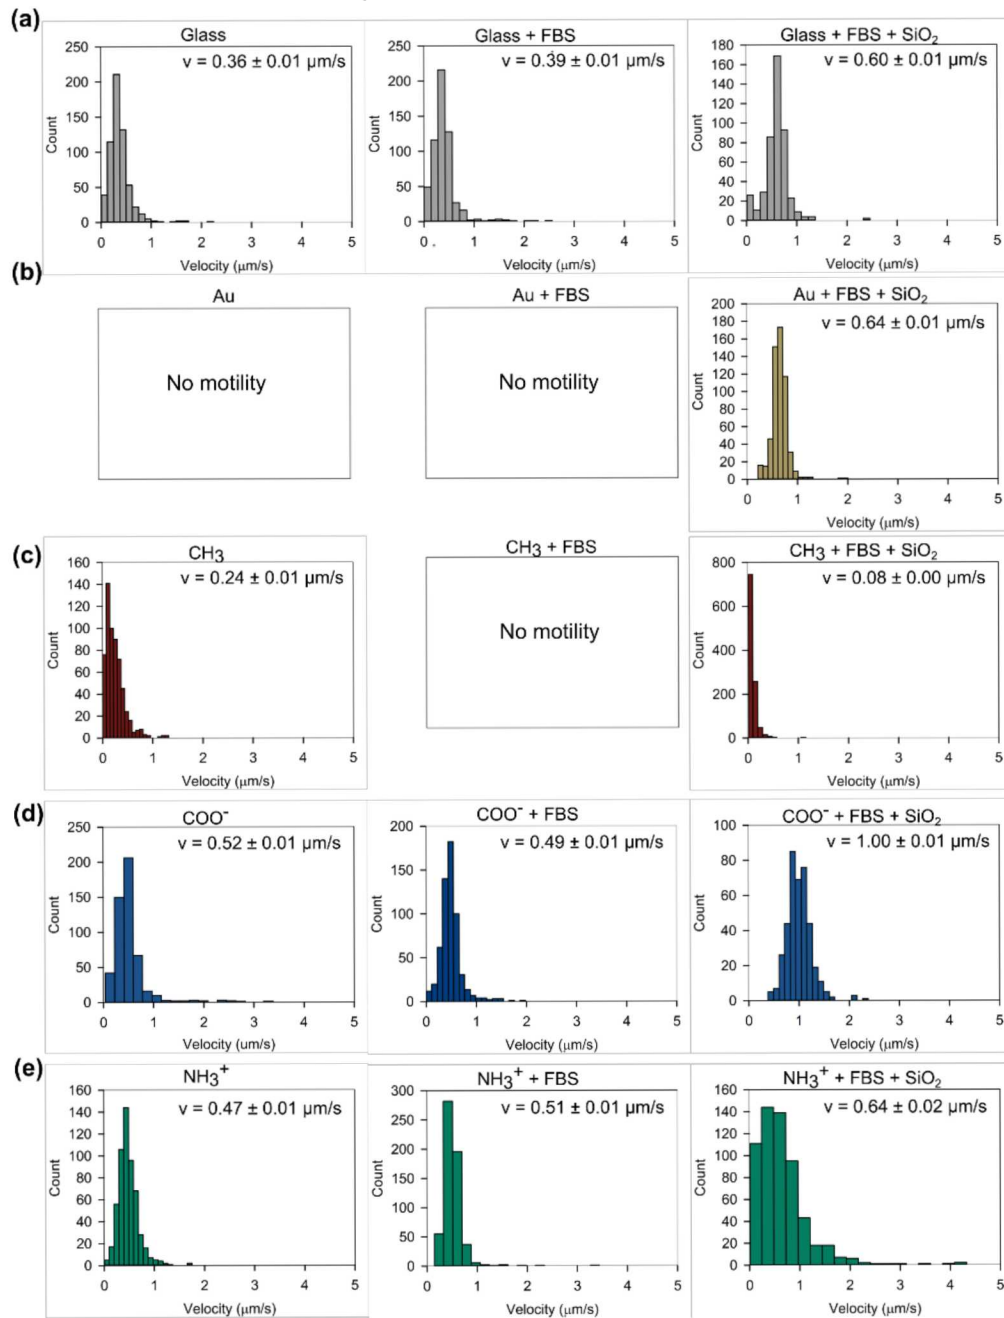 (a)
Glass
v = 0.36 ± 0.01 µm/s
Count
250
200
150
100
50
0
0 1 2 3 4 5
Velocity (µm/s)
Glass + FBS
v = 0.39 ± 0.01 µm/s
Count
250
200
150
100
50
0
0 1 2 3 4 5
Velocity (µm/s)
Glass + FBS + SiO₂
v = 0.60 ± 0.01 µm/s
Count
180
160
140
120
100
80
60
40
20
0
0 1 2 3 4 5
Velocity (µm/s)
(b)
Au
No motility
Au + FBS
No motility
Au + FBS + SiO₂
v = 0.64 ± 0.01 µm/s
Count
200
180
160
140
120
100
80
60
40
20
0
0 1 2 3 4 5
Velocity (µm/s)
(c)
CH₃
v = 0.24 ± 0.01 µm/s
Count
160
140
120
100
80
60
40
20
0
0 1 2 3 4 5
Velocity (µm/s)
CH₃ + FBS
No motility
CH₃ + FBS + SiO₂
v = 0.08 ± 0.00 µm/s
Count
800
600
400
200
0
0 1 2 3 4 5
Velocity (µm/s)
(d)
COO⁻
v = 0.52 ± 0.01 µm/s
Count
250
200
150
100
50
0
0 1 2 3 4 5
Velocity (um/s)
COO⁻ + FBS
v = 0.49 ± 0.01 µm/s
Count
200
150
100
50
0
0 1 2 3 4 5
Velocity (µm/s)
COO⁻ + FBS + SiO₂
v = 1.00 ± 0.01 µm/s
Count
100
80
60
40
20
0
0 1 2 3 4 5
Velocity (µm/s)
(e)
NH₃⁺
v = 0.47 ± 0.01 µm/s
Count
160
140
120
100
80
60
40
20
0
0 1 2 3 4 5
Velocity (µm/s)
NH₃⁺ + FBS
v = 0.51 ± 0.01 µm/s
Count
300
250
200
150
100
50
0
0 1 2 3 4 5
Velocity (µm/s)
NH₃⁺ + FBS + SiO₂
v = 0.64 ± 0.02 µm/s
Count
160
140
120
100
80
60
40
20
0
0 1 2 3 4 5
Velocity (µm/s)